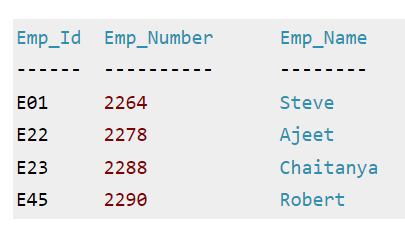 Emp_Id  Emp_Number      Emp_Name
------  ----------      --------
E01     2264            Steve
E22     2278            Ajeet
E23     2288            Chaitanya
E45     2290            Robert